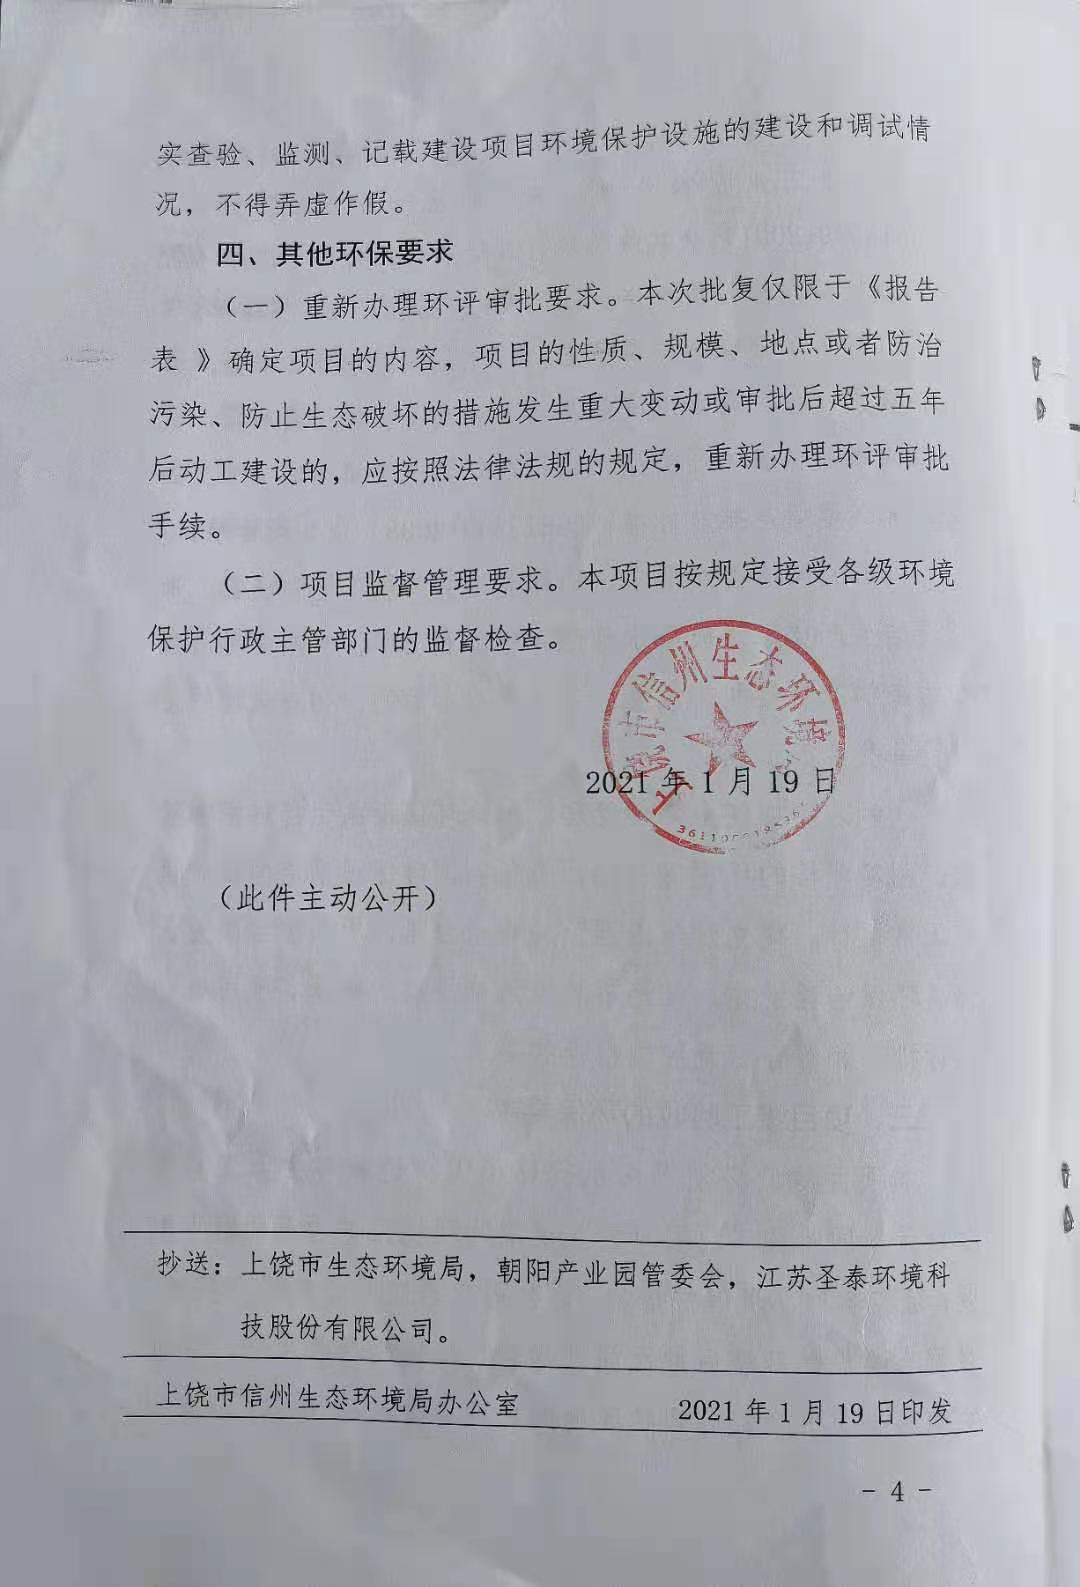 实查验、监测、记载建设项目环境保护设施的建设和调试情
况，不得弄虚作假。
四、其他环保要求
（一）重新办理环评审批要求。本次批复仅限于《报告
表 》确定项目的内容，项目的性质、规模、地点或者防治
污染、防止生态破坏的措施发生重大变动或审批后超过五年
后动工建设的，应按照法律法规的规定，重新办理环评审批
手续。
（二）项目监督管理要求。本项目按规定接受各级环境
保护行政主管部门的监督检查。
上饶市信州生态环境局
2021 年 1 月 19 日
（此件主动公开）
抄送：上饶市生态环境局，朝阳产业园管委会，江苏圣泰环境科
技股份有限公司。
上饶市信州生态环境局办公室 2021 年 1 月 19 日印发
- 4 -